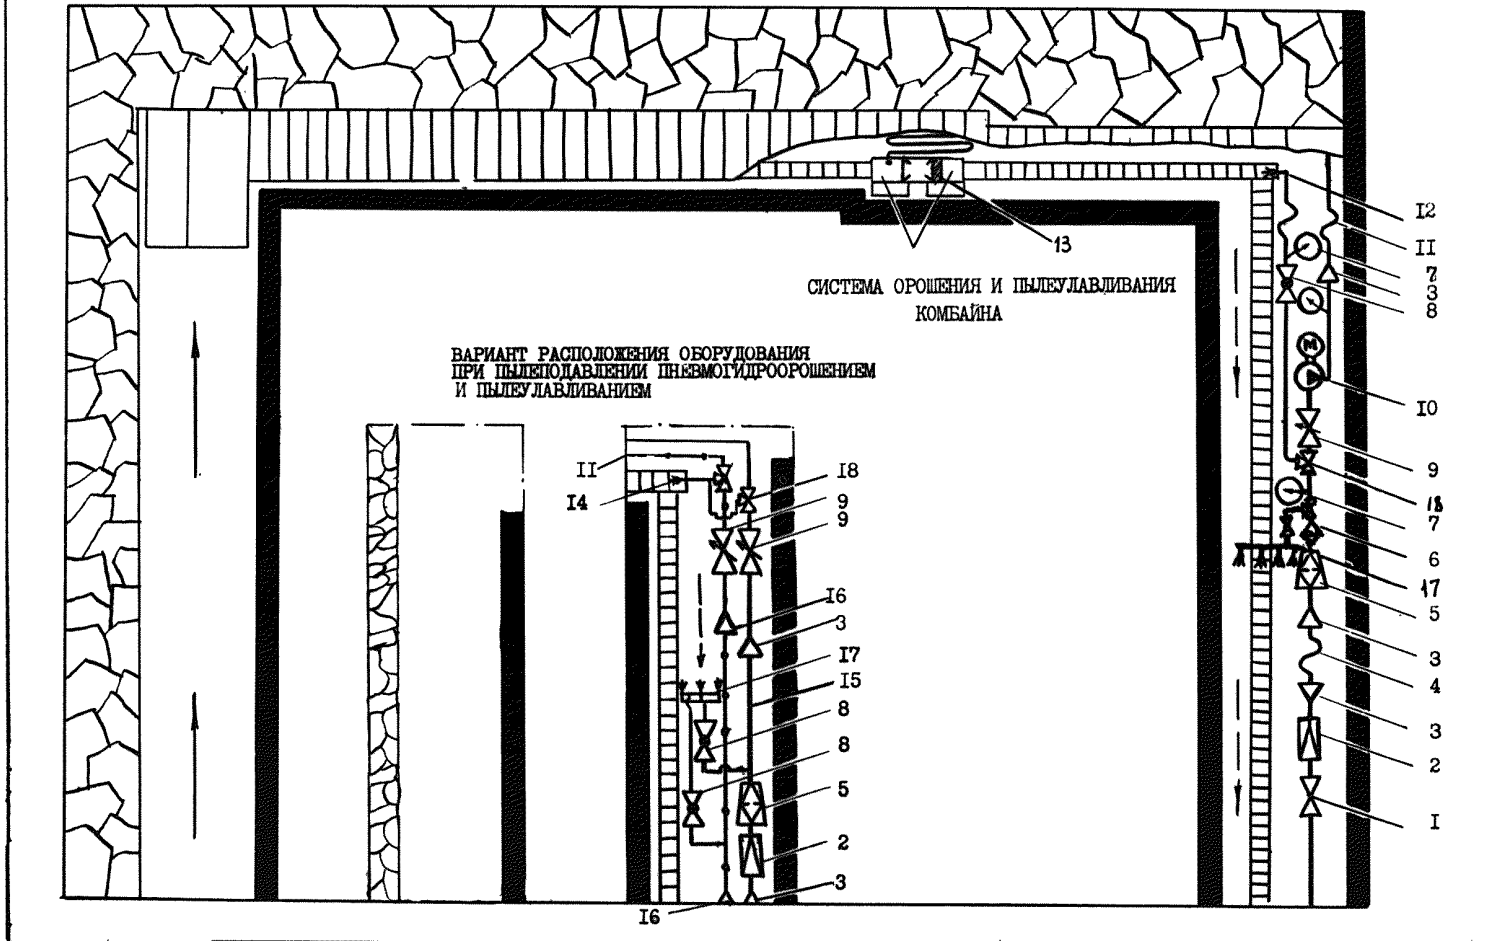 I2
II
7
3
8
13
СИСТЕМА ОРОШЕНИЯ И ПЫЛЕУЛАВЛИВАНИЯ
КОМБАЙНА
ВАРИАНТ РАСПОЛОЖЕНИЯ ОБОРУДОВАНИЯ
ПРИ ПЫЛЕПОДАВЛЕНИИ ПНЕВМОГИДРООРОШЕНИЕМ
И ПЫЛЕУЛАВЛИВАНИЕМ
M
I0
9
I8
7
6
I7
5
3
4
3
2
I
II
I4
I8
9
9
I6
3
I7
I5
8
8
5
2
3
I6